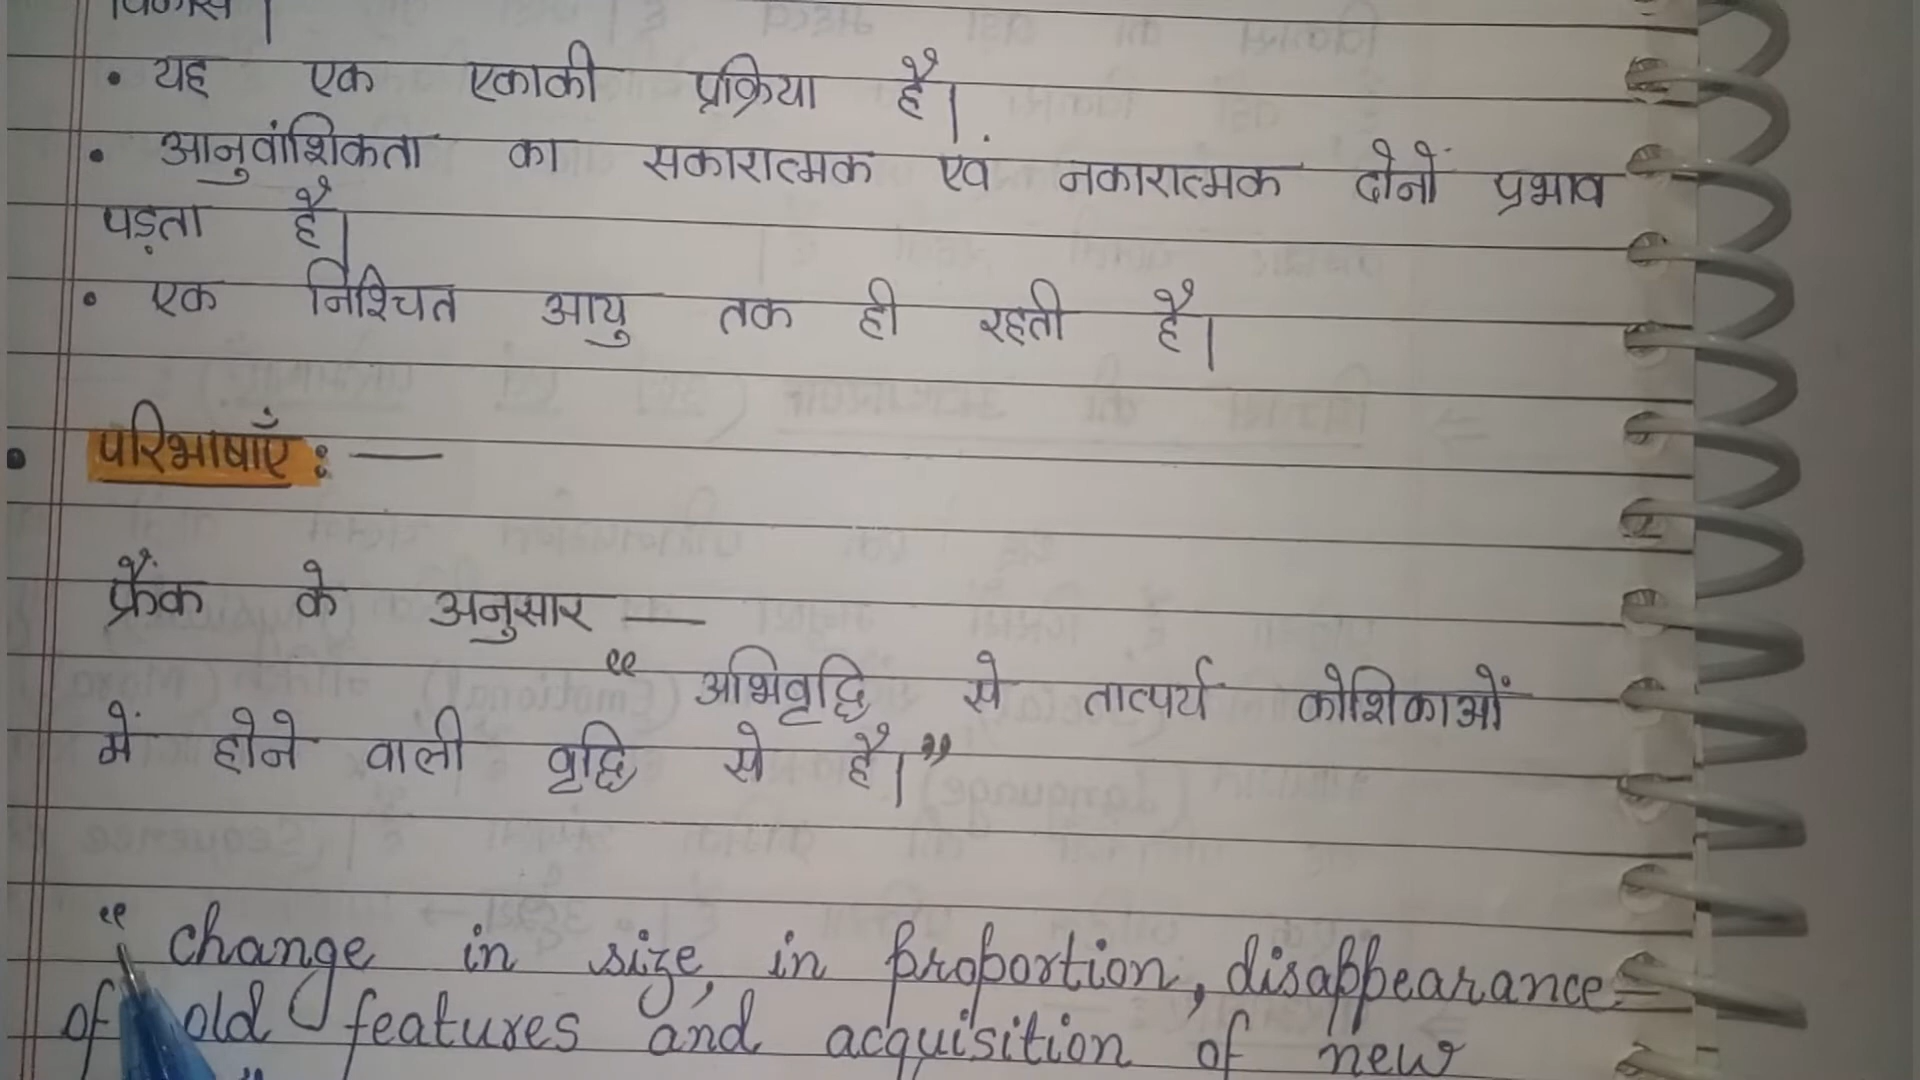 विकास।
• यह एक एकाकी प्रक्रिया है।
• आनुवांशिकता का सकारात्मक एवं नकारात्मक दोनों प्रभाव
पड़ता है।
• एक निश्चित आयु तक ही रहती है।
• परिभाषाएँ :—
फ्रैंक के अनुसार —
“ अभिवृद्धि से तात्पर्य कोशिकाओं
में होने वाली वृद्धि से है।”
“ change in size, in proportion, disappearance
of old features and acquisition of new
”